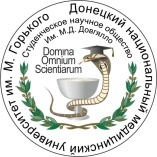 Донецкий национальный медицинский университет им. М. Горького
Студенческое научное общество
Им. М.Д. Довгялло
Domina
Omnium
Scientiarum